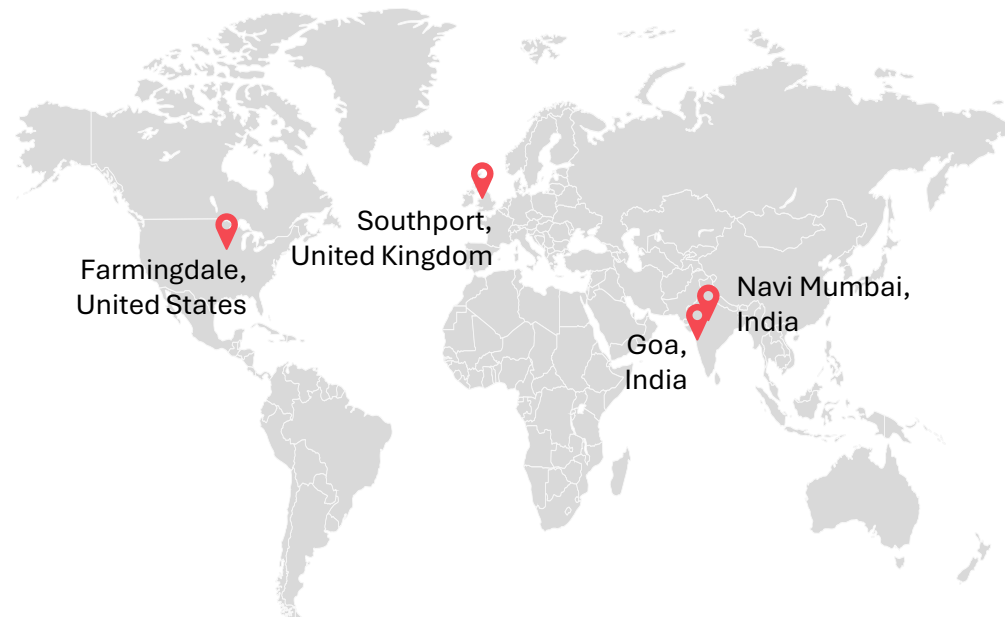 Southport,
United Kingdom
Farmingdale,
United States
Navi Mumbai,
India
Goa,
India